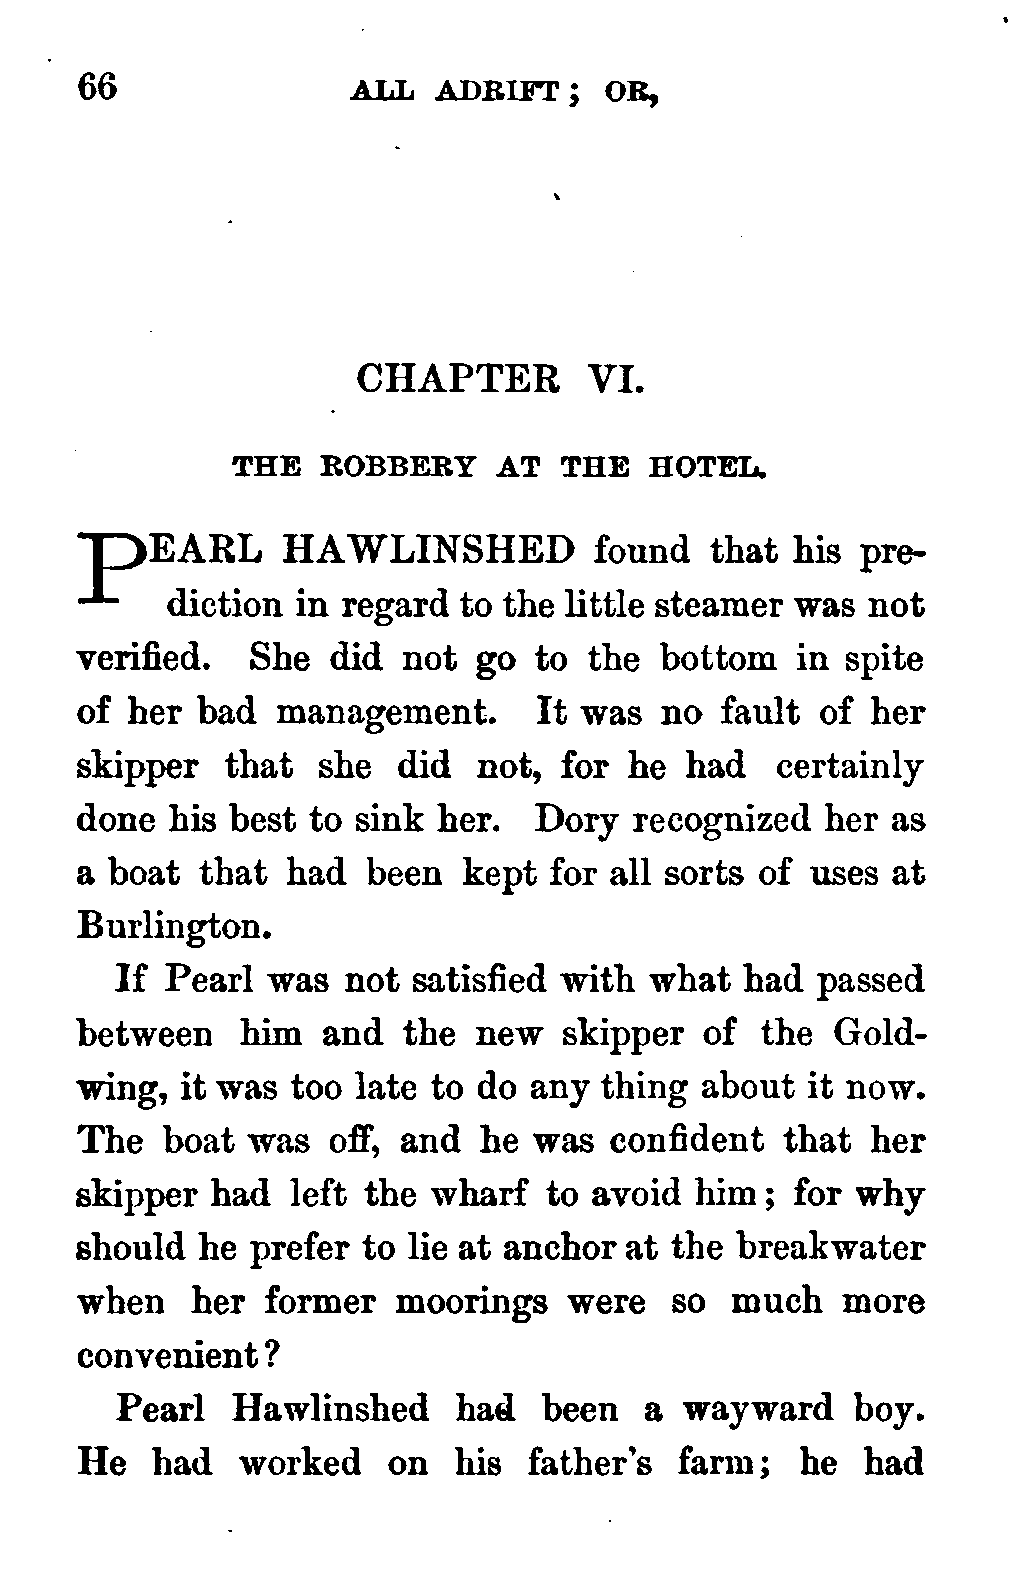 66 ALL ADRIFT; OR,
CHAPTER VI.
THE ROBBERY AT THE HOTEL.
PEARL HAWLINSHED found that his pre-
diction in regard to the little steamer was not
verified. She did not go to the bottom in spite
of her bad management. It was no fault of her
skipper that she did not, for he had certainly
done his best to sink her. Dory recognized her as
a boat that had been kept for all sorts of uses at
Burlington.
If Pearl was not satisfied with what had passed
between him and the new skipper of the Gold-
wing, it was too late to do any thing about it now.
The boat was off, and he was confident that her
skipper had left the wharf to avoid him; for why
should he prefer to lie at anchor at the breakwater
when her former moorings were so much more
convenient?
Pearl Hawlinshed had been a wayward boy.
He had worked on his father's farm; he had